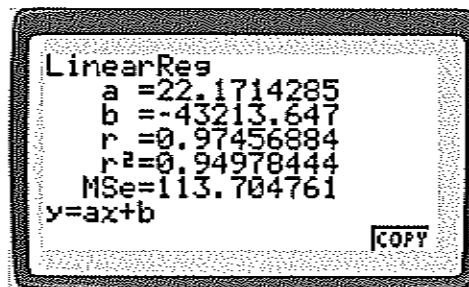 LinearReg
a =22.1714285
b =-43213.647
r =0.97456884
r²=0.94978444
MSe=113.704761
y=ax+b
COPY